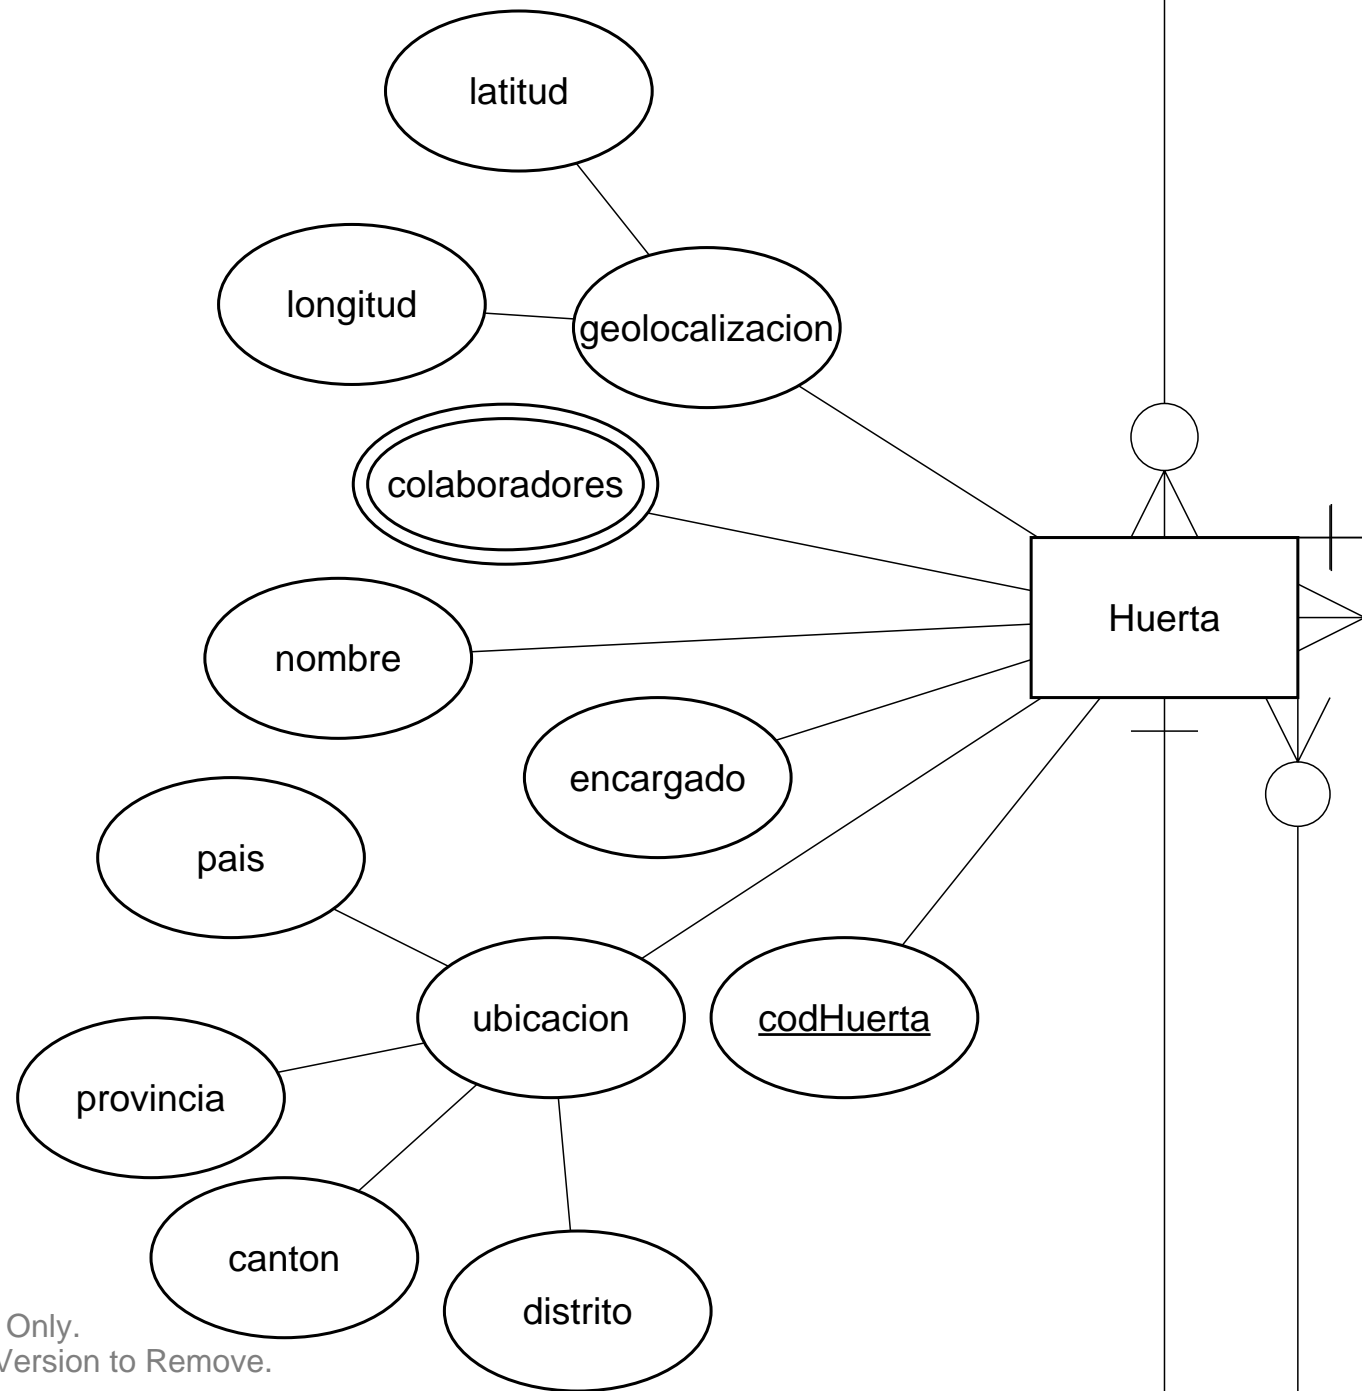 latitud
longitud
geolocalizacion
colaboradores
Huerta
nombre
encargado
pais
ubicacion
codHuerta
provincia
canton
distrito
Only.
Version to Remove.